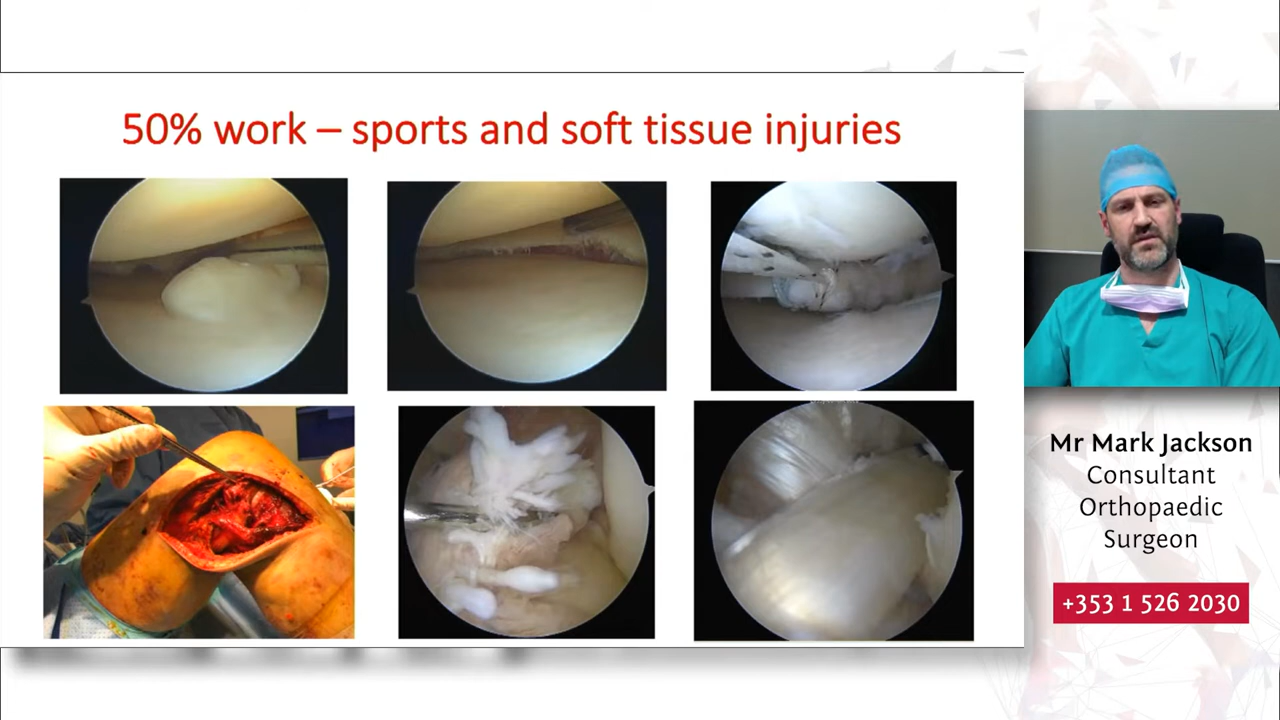 50% work – sports and soft tissue injuries
Mr Mark Jackson
Consultant
Orthopaedic
Surgeon
+353 1 526 2030